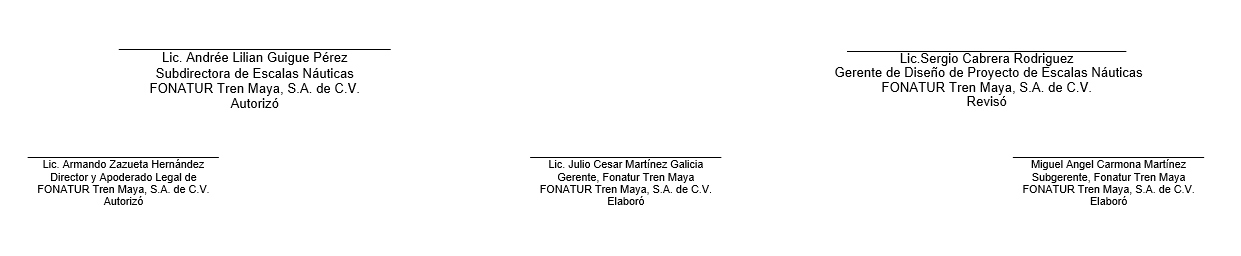 Lic. Andrée Lilian Guigue Pérez
Subdirectora de Escalas Náuticas
FONATUR Tren Maya, S.A. de C.V.
Autorizó
Lic.Sergio Cabrera Rodriguez
Gerente de Diseño de Proyecto de Escalas Náuticas
FONATUR Tren Maya, S.A. de C.V.
Revisó
Lic. Armando Zazueta Hernández
Director y Apoderado Legal de
FONATUR Tren Maya, S.A. de C.V.
Autorizó
Lic. Julio Cesar Martínez Galicia
Gerente, Fonatur Tren Maya
FONATUR Tren Maya, S.A. de C.V.
Elaboró
Miguel Angel Carmona Martínez
Subgerente, Fonatur Tren Maya
FONATUR Tren Maya, S.A. de C.V.
Elaboró